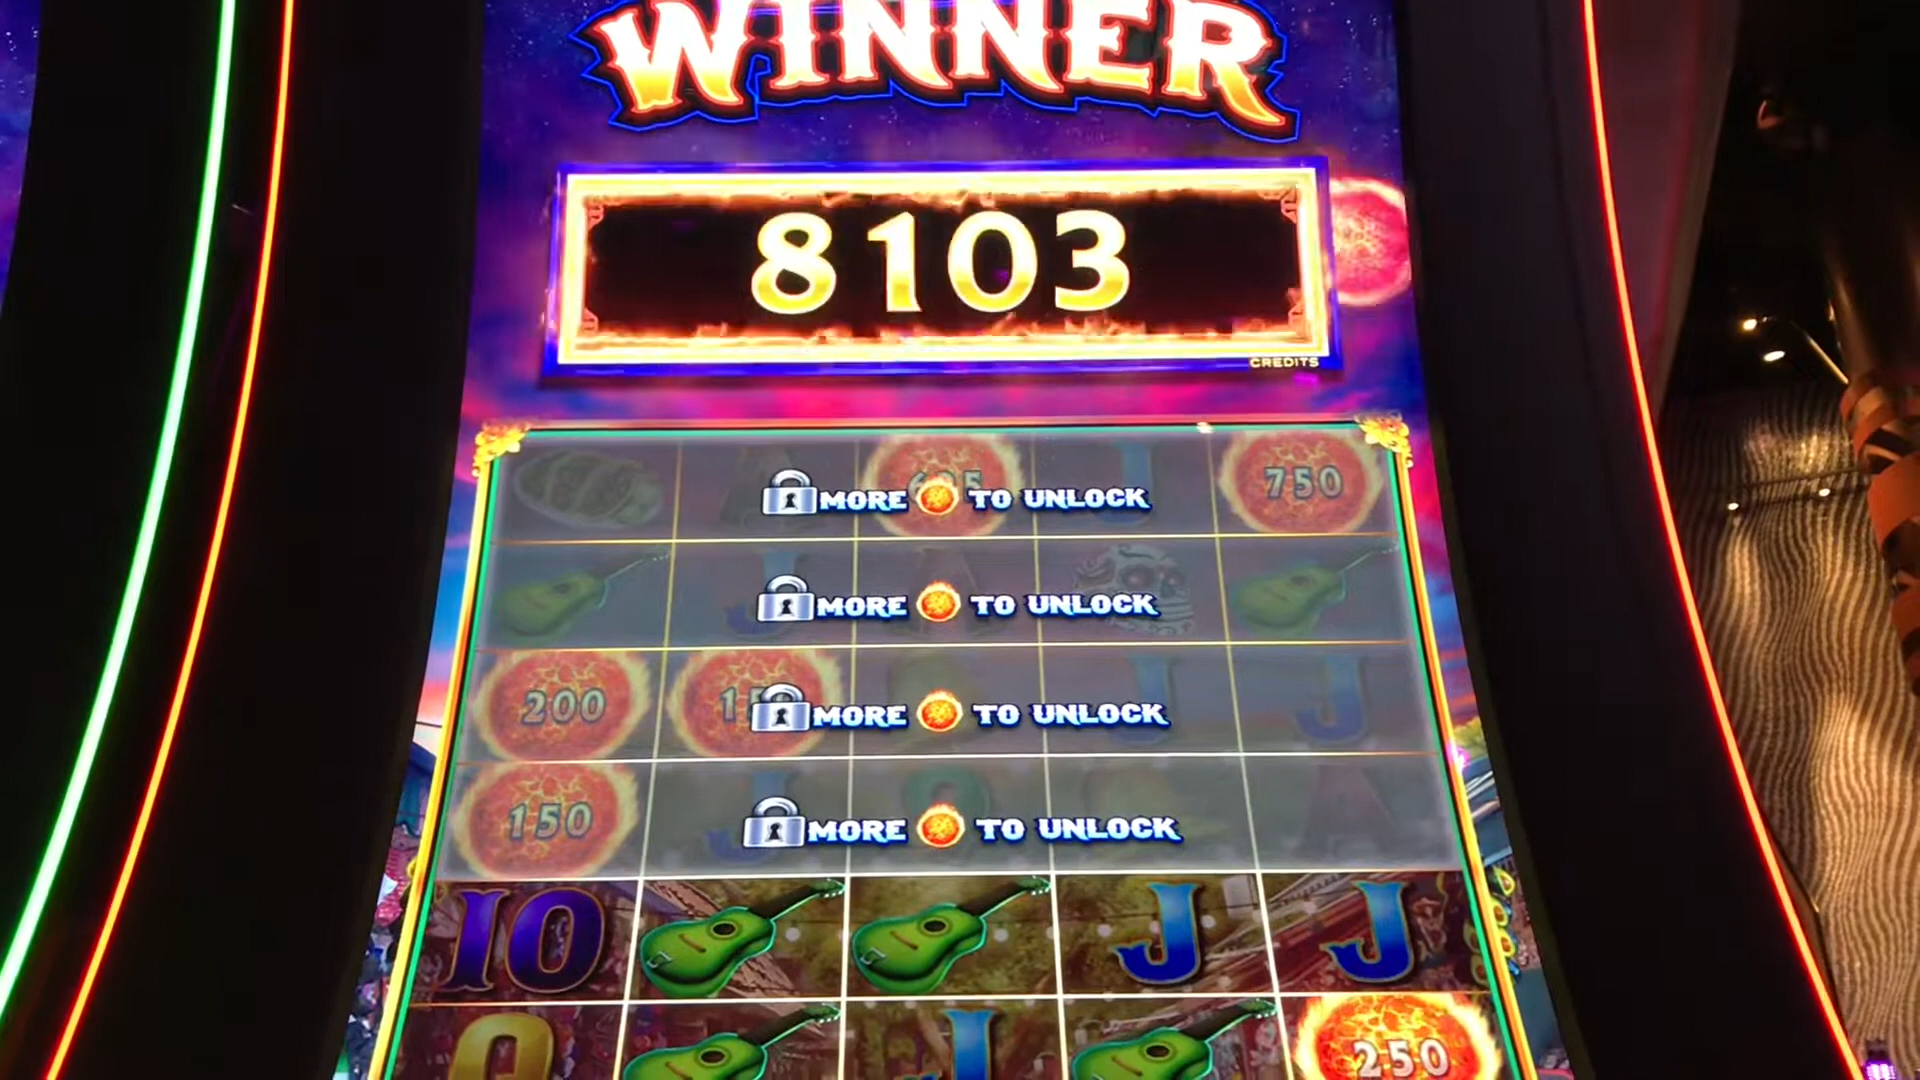 WINNER
8103
CREDITS
MORE TO UNLOCK
750
MORE TO UNLOCK
200
MORE TO UNLOCK
150
MORE TO UNLOCK
10 J J
Q J
250